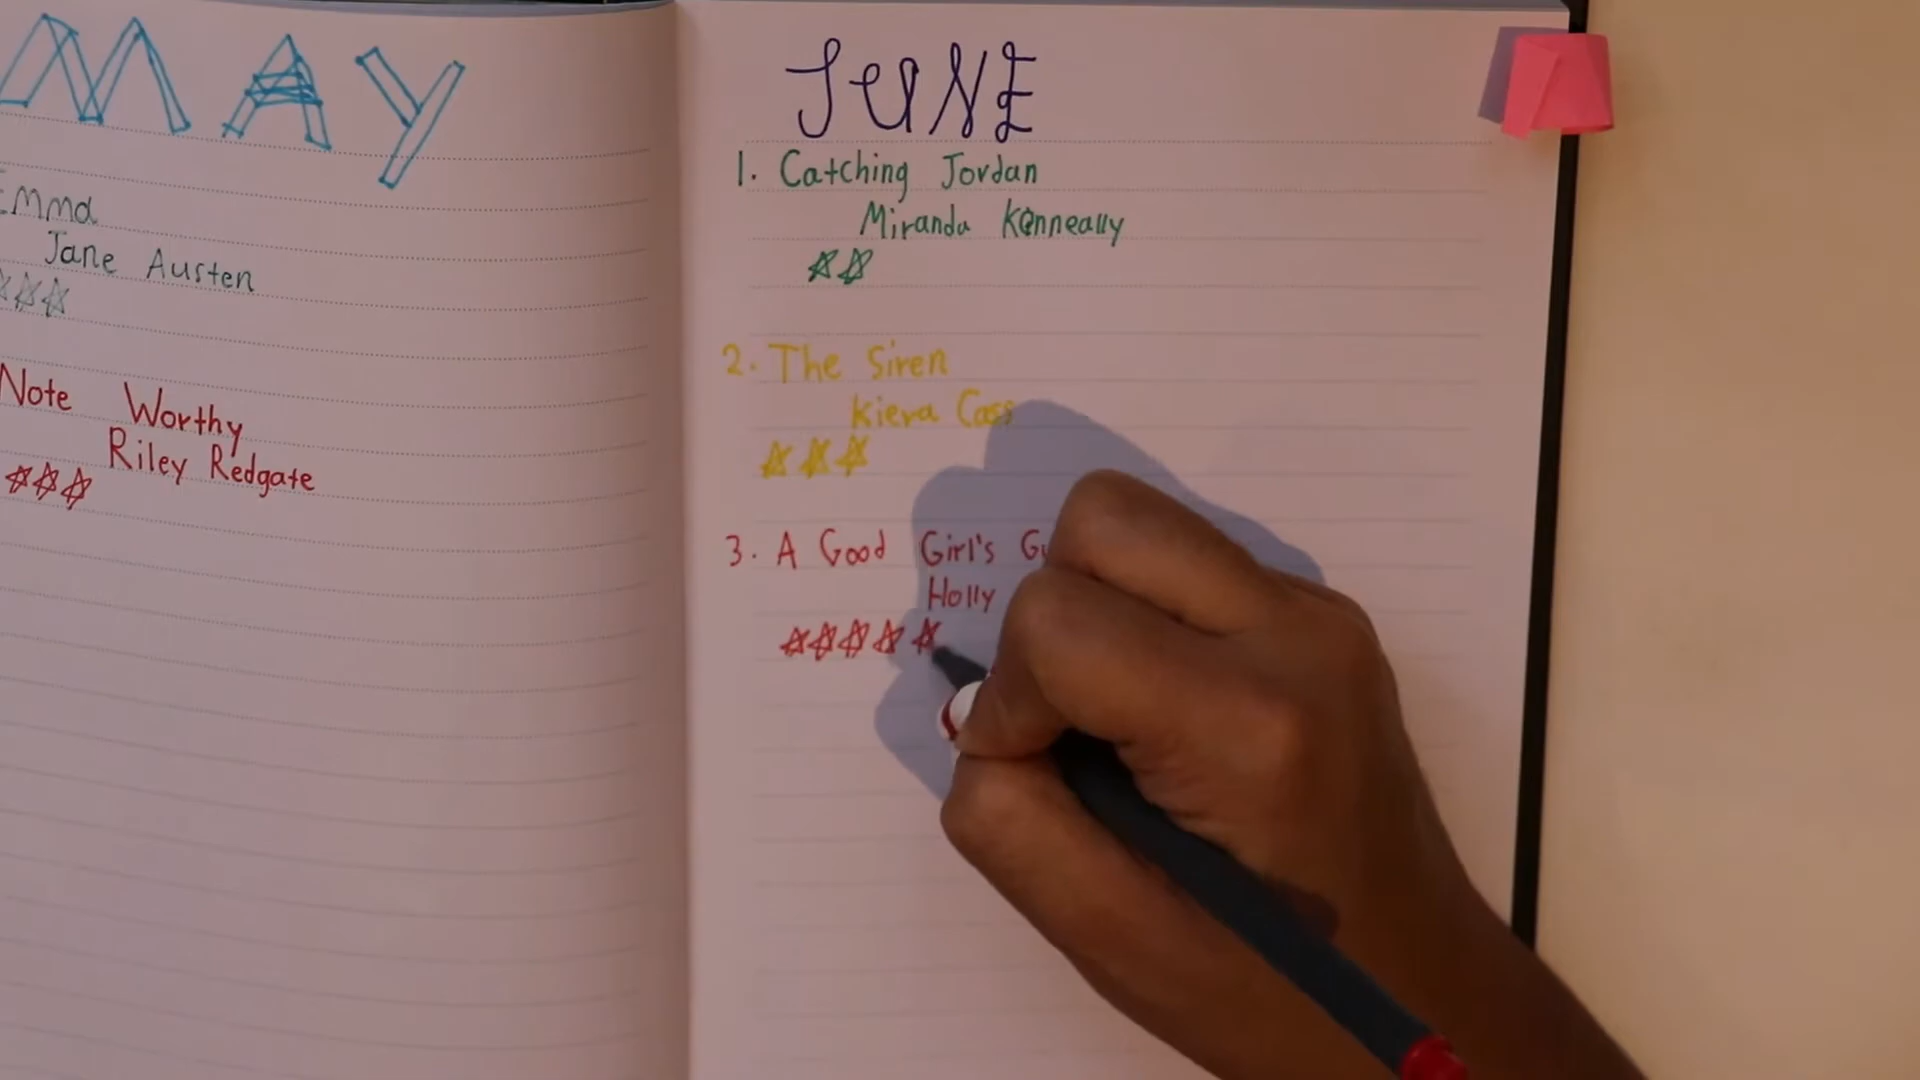 MAY
Emma
Jane Austen
Note Worthy
Riley Redgate
JUNE
1. Catching Jordan
Miranda Kenneally
2. The Siren
Kiera Cass
3. A Good Girl's
Holly